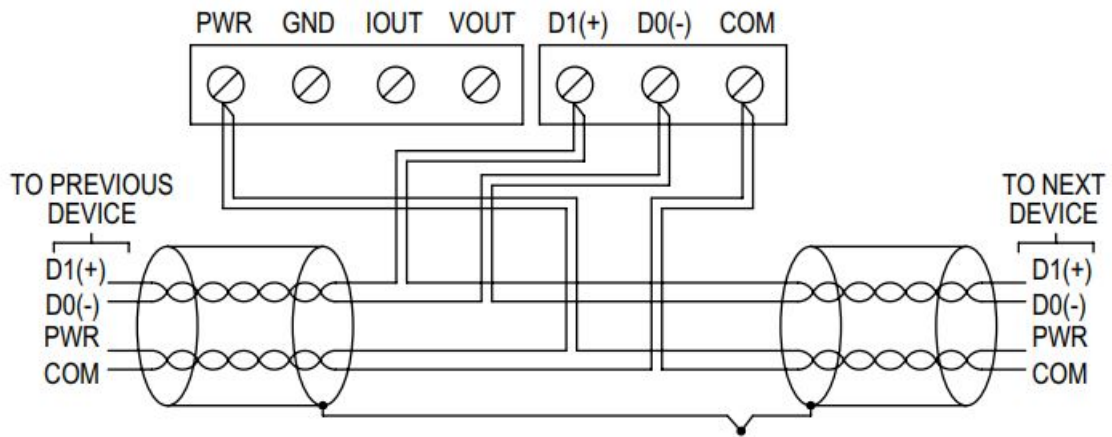 PWR GND IOUT VOUT D1(+) D0(-) COM
TO PREVIOUS
DEVICE
D1(+)
D0(-)
PWR
COM
TO NEXT
DEVICE
D1(+)
D0(-)
PWR
COM